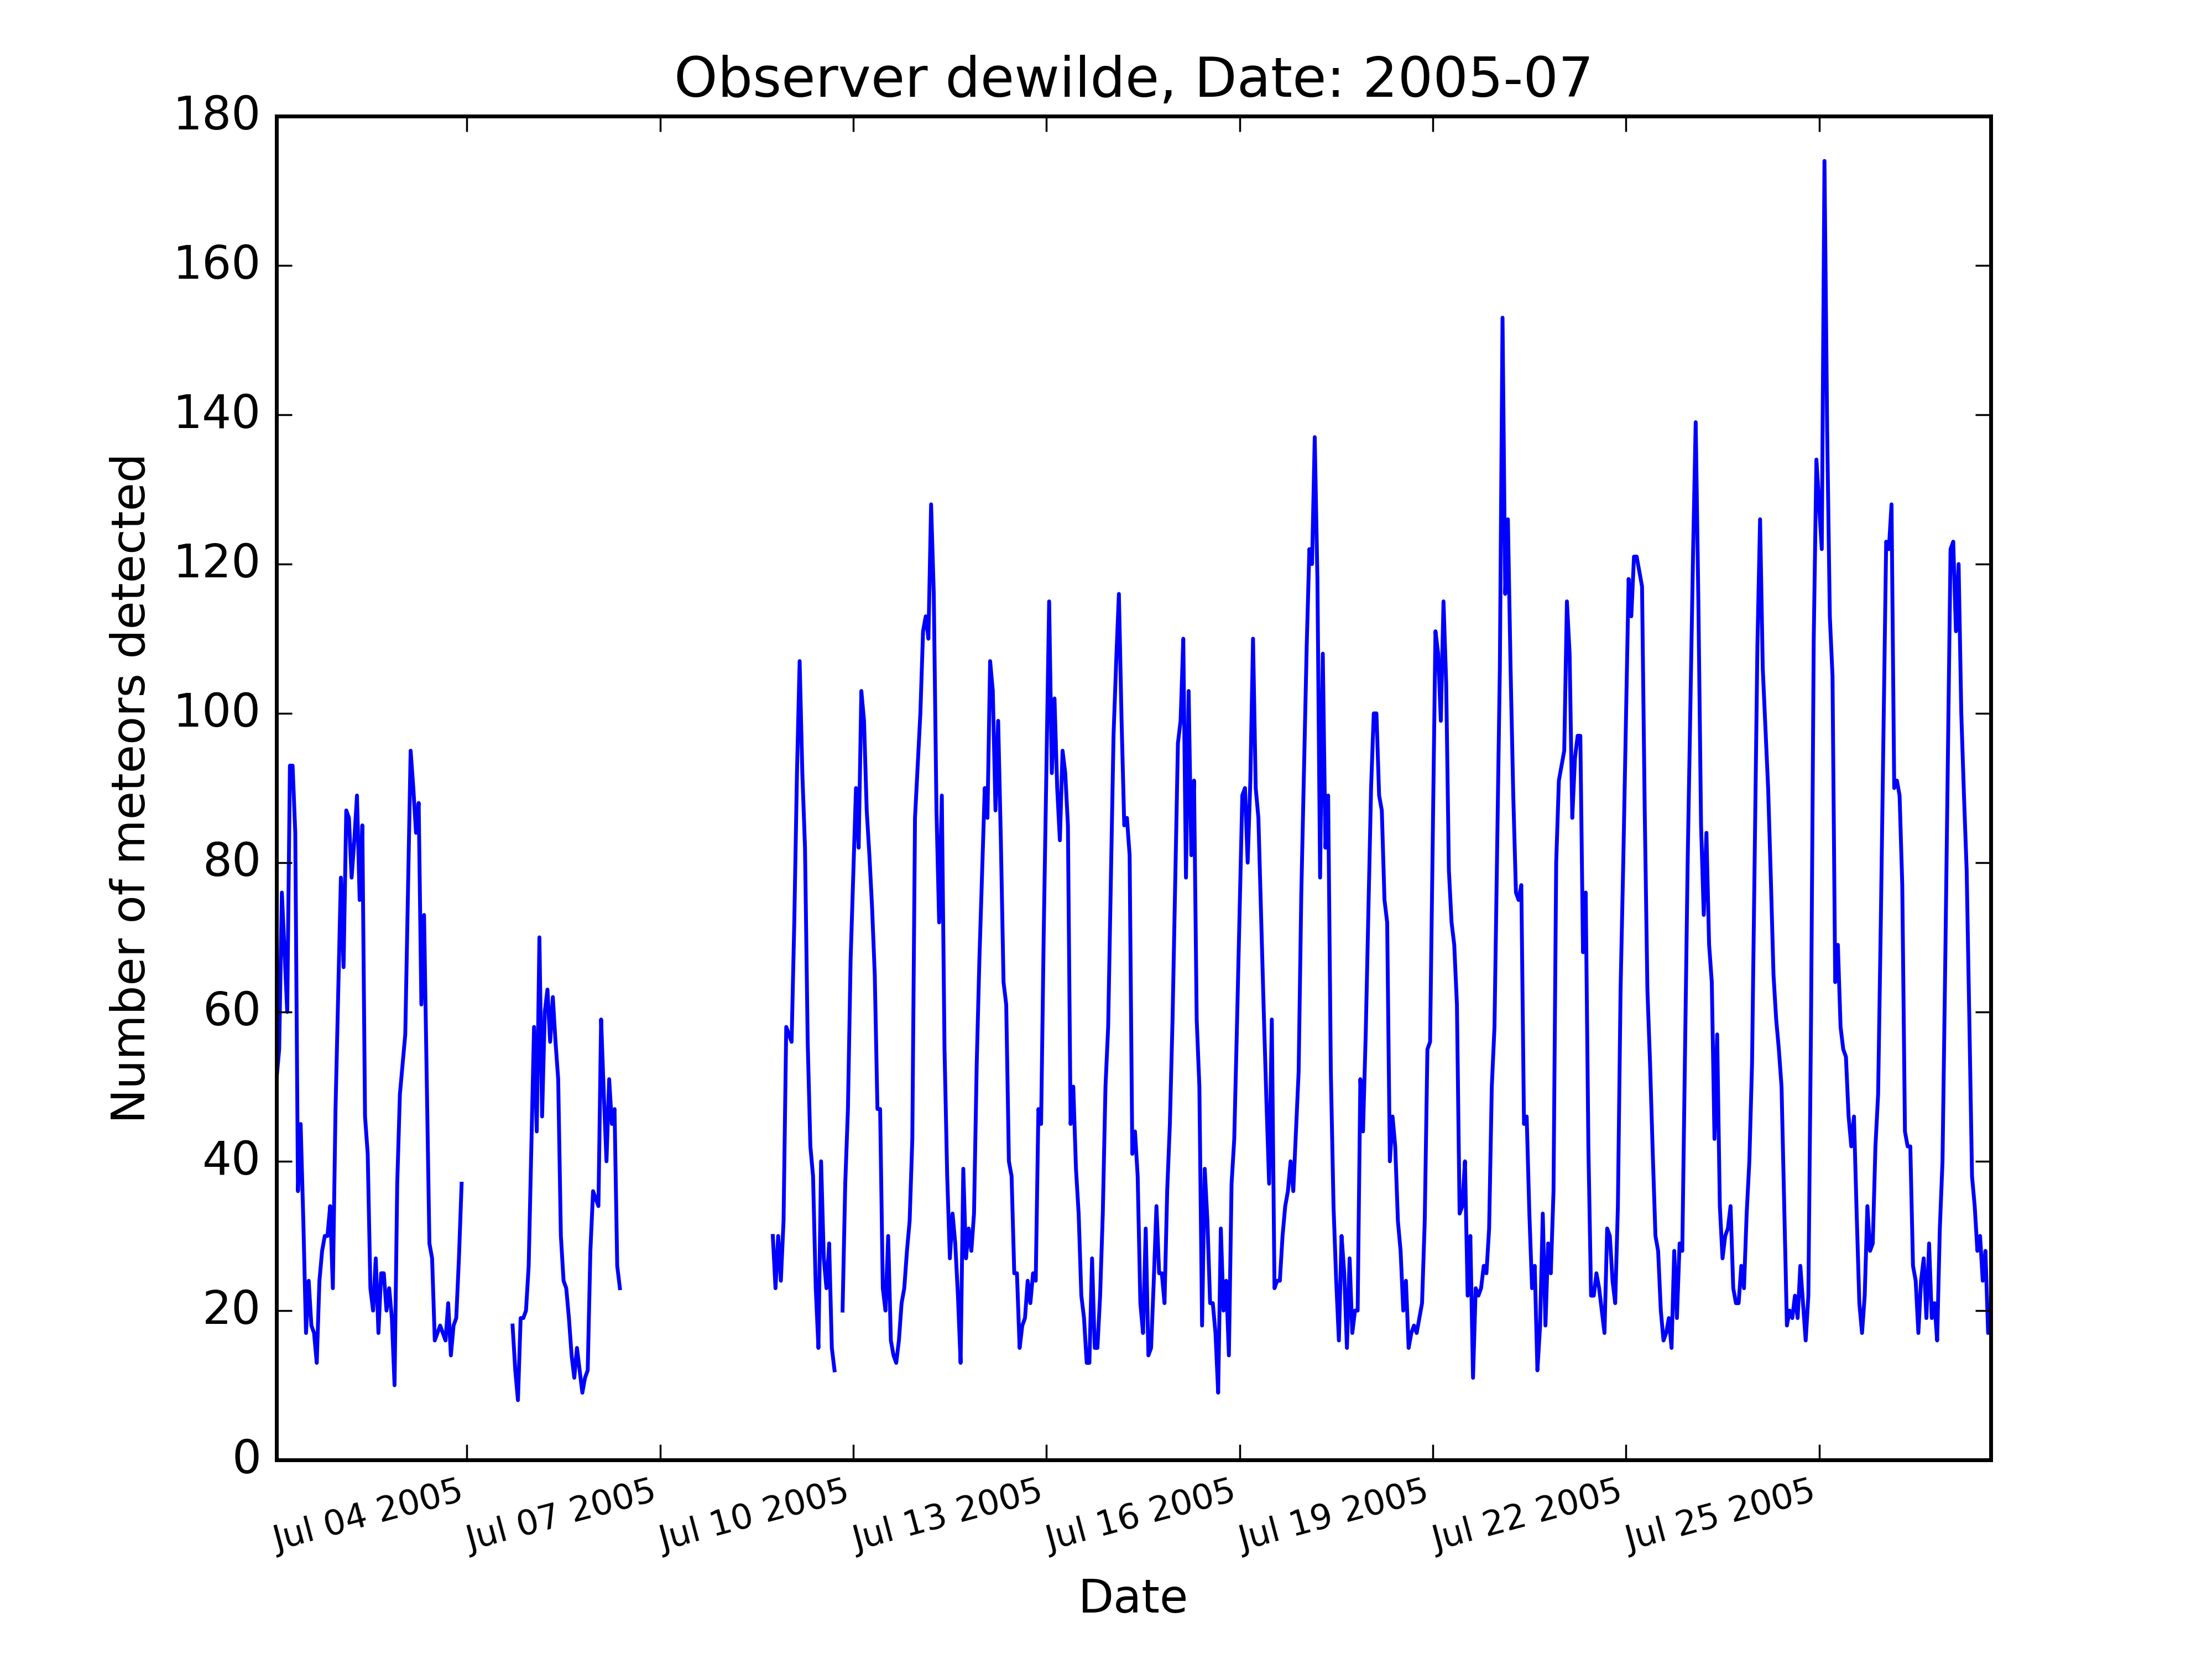 Observer dewilde, Date: 2005-07
180
160
140
120
100
80
60
40
20
0
Number of meteors detected
Jul 04 2005
Jul 07 2005
Jul 10 2005
Jul 13 2005
Jul 16 2005
Jul 19 2005
Jul 22 2005
Jul 25 2005
Date